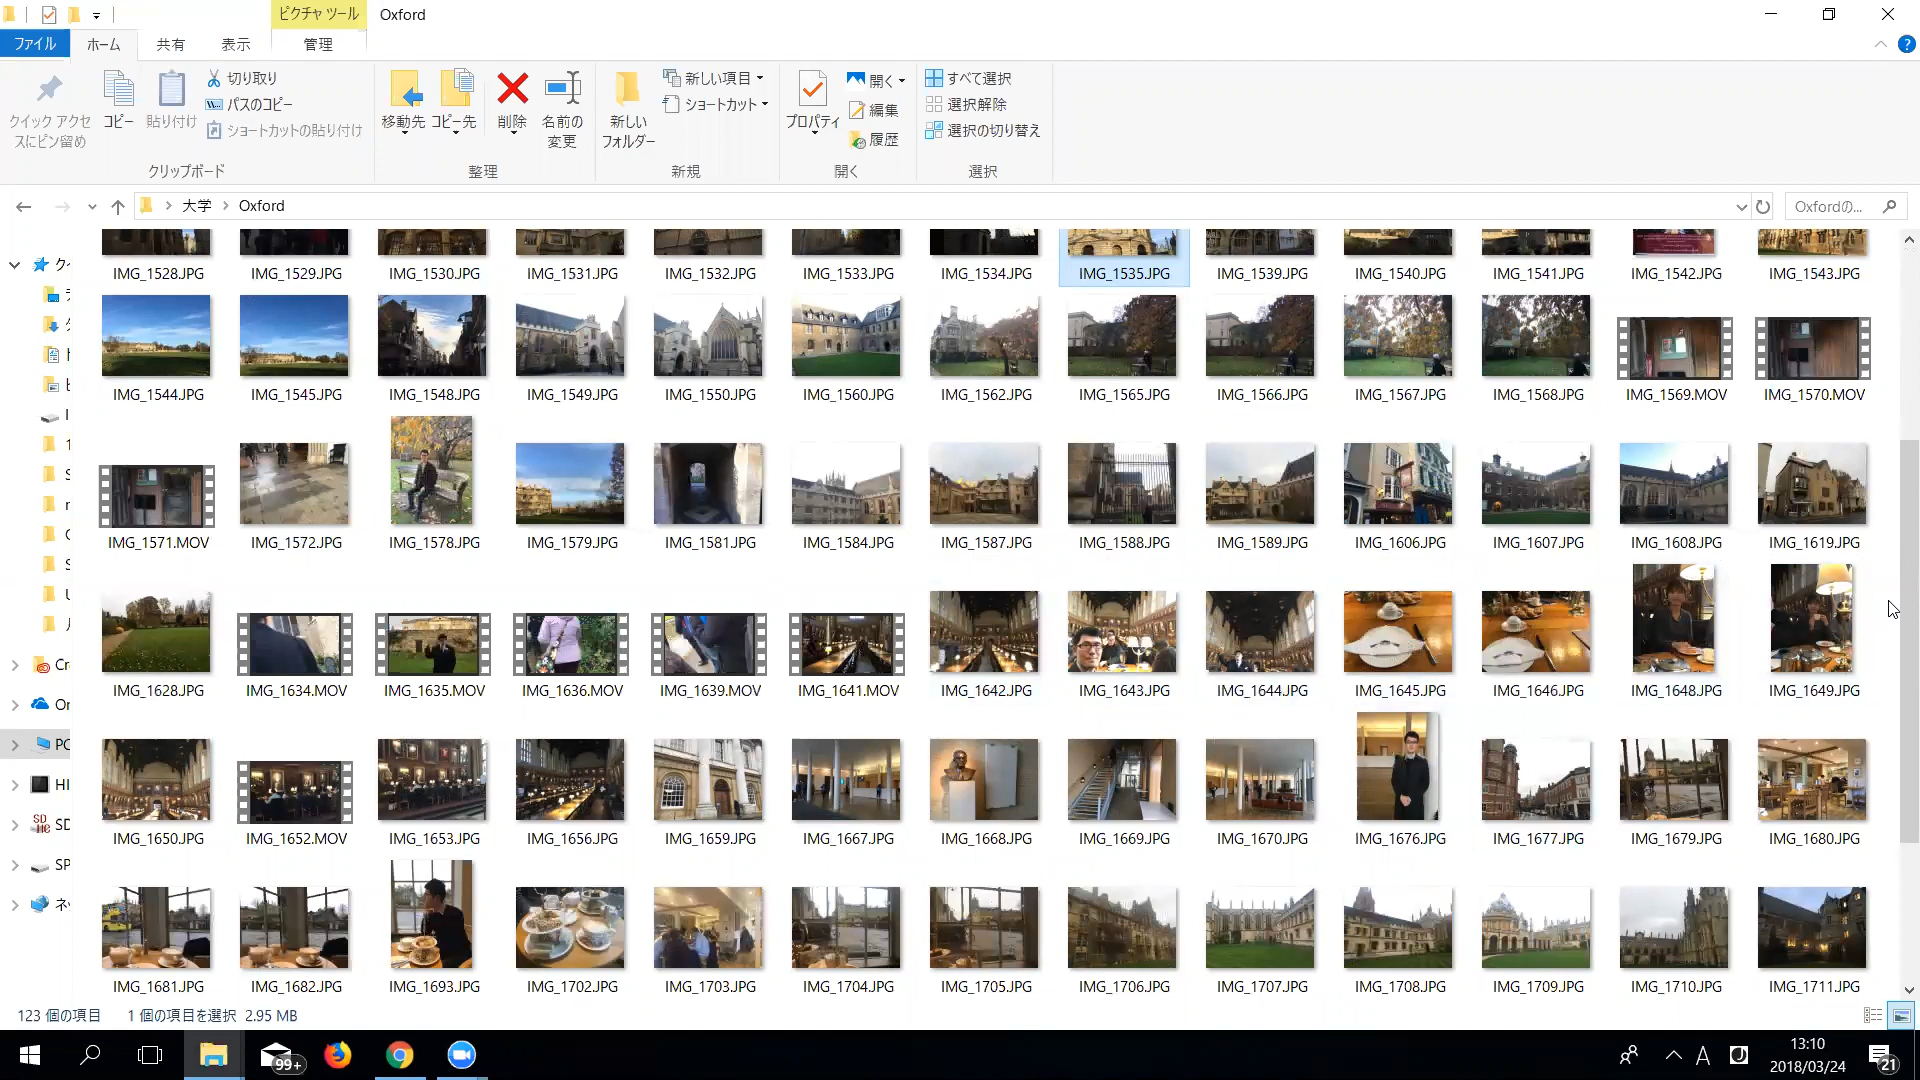 ピクチャ ツール Oxford
ファイル ホーム 共有 表示 管理
クイック アクセスにピン留め コピー 貼り付け 切り取り パスのコピー ショートカットの貼り付け
移動先 コピー先 削除 名前の変更 新しいフォルダー 新しい項目 ショートカット
プロパティ 開く 編集 履歴 すべて選択 選択解除 選択の切り替え
クリップボード 整理 新規 開く 選択
大学 Oxford Oxfordの...
IMG_1528.JPG IMG_1529.JPG IMG_1530.JPG IMG_1531.JPG IMG_1532.JPG IMG_1533.JPG IMG_1534.JPG IMG_1535.JPG IMG_1539.JPG IMG_1540.JPG IMG_1541.JPG IMG_1542.JPG IMG_1543.JPG
IMG_1544.JPG IMG_1545.JPG IMG_1548.JPG IMG_1549.JPG IMG_1550.JPG IMG_1560.JPG IMG_1562.JPG IMG_1565.JPG IMG_1566.JPG IMG_1567.JPG IMG_1568.JPG IMG_1569.MOV IMG_1570.MOV
IMG_1571.MOV IMG_1572.JPG IMG_1578.JPG IMG_1579.JPG IMG_1581.JPG IMG_1584.JPG IMG_1587.JPG IMG_1588.JPG IMG_1589.JPG IMG_1606.JPG IMG_1607.JPG IMG_1608.JPG IMG_1619.JPG
IMG_1628.JPG IMG_1634.MOV IMG_1635.MOV IMG_1636.MOV IMG_1639.MOV IMG_1641.MOV IMG_1642.JPG IMG_1643.JPG IMG_1644.JPG IMG_1645.JPG IMG_1646.JPG IMG_1648.JPG IMG_1649.JPG
IMG_1650.JPG IMG_1652.MOV IMG_1653.JPG IMG_1656.JPG IMG_1659.JPG IMG_1667.JPG IMG_1668.JPG IMG_1669.JPG IMG_1670.JPG IMG_1676.JPG IMG_1677.JPG IMG_1679.JPG IMG_1680.JPG
IMG_1681.JPG IMG_1682.JPG IMG_1693.JPG IMG_1702.JPG IMG_1703.JPG IMG_1704.JPG IMG_1705.JPG IMG_1706.JPG IMG_1707.JPG IMG_1708.JPG IMG_1709.JPG IMG_1710.JPG IMG_1711.JPG
Cr
Or
PC
HI
SD
SP
ネッ
123 個の項目 1 個の項目を選択 2.95 MB
99+ A 13:10
2018/03/24 21